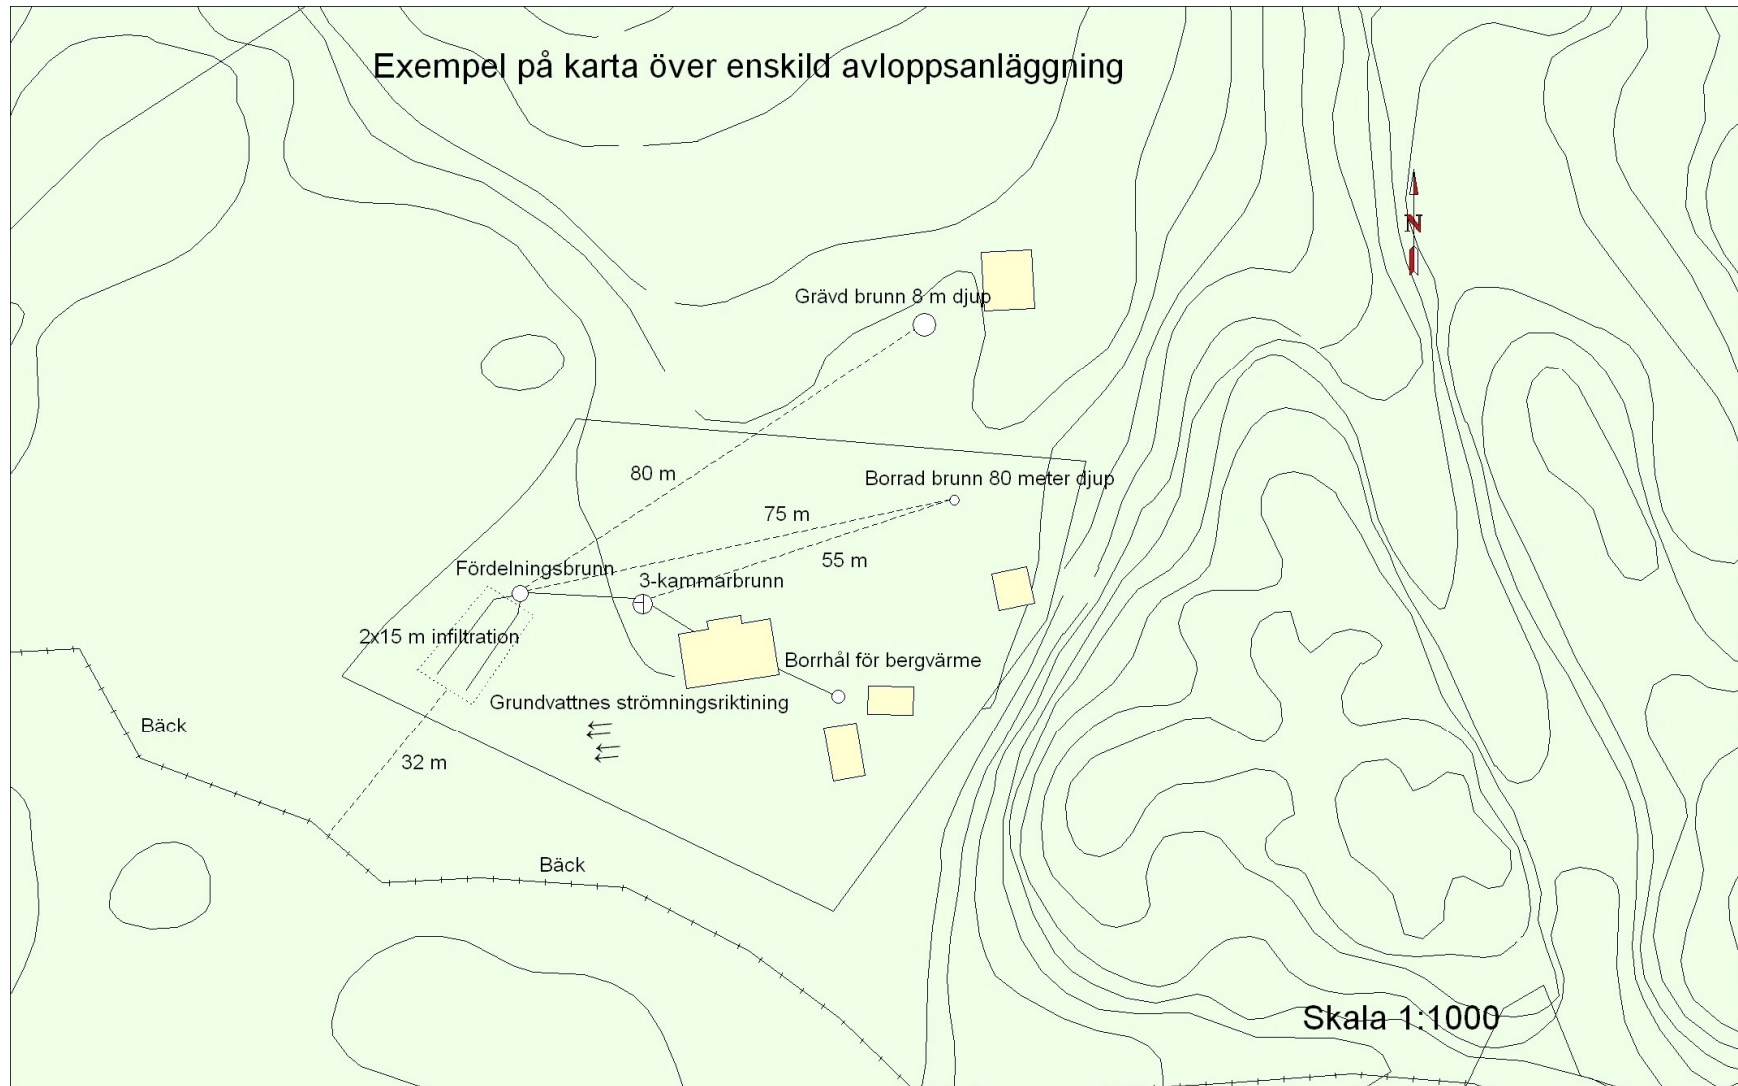 Exempel på karta över enskild avloppsanläggning
N
Grävd brunn 8 m djup
80 m
Borrad brunn 80 meter djup
75 m
55 m
Fördelningsbrunn
3-kammarbrunn
2x15 m infiltration
Borrhål för bergvärme
Grundvattnes strömningsriktining
Bäck
32 m
Bäck
Skala 1:1000